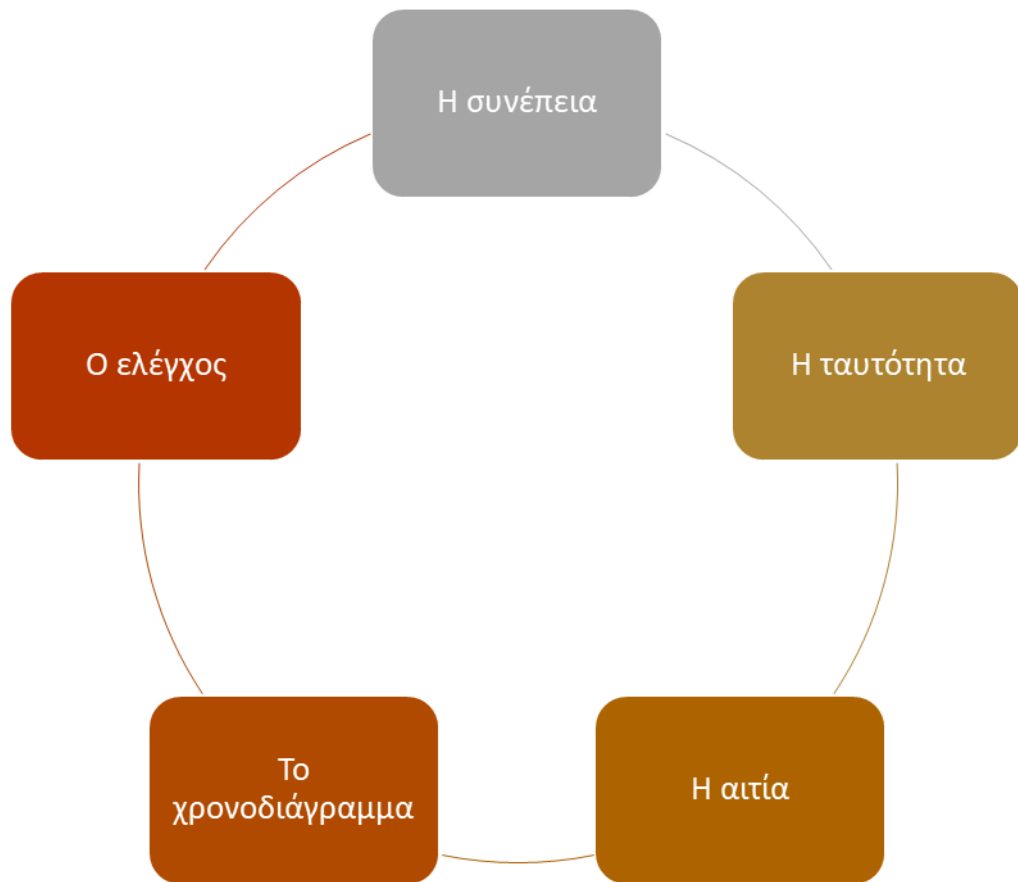 Η συνέπεια
Η ταυτότητα
Η αιτία
Το
χρονοδιάγραμμα
Ο ελέγχος